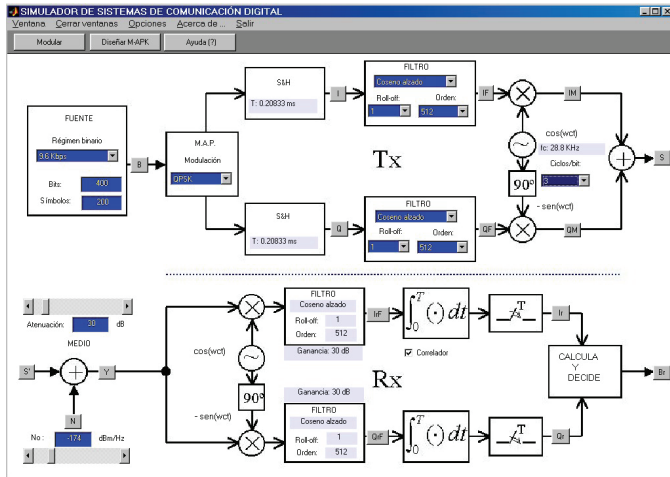 SIMULADOR DE SISTEMAS DE COMUNICACIÓN DIGITAL
Ventana Cerrar ventanas Opciones Acerca de ... Salir
Modular Diseñar M-APK Ayuda (?)
FUENTE
Régimen binario
9.6 Kbps
Bits: 400
Símbolos: 200
B
M.A.P.
Modulación
QPSK
S&H
T: 0.20833 ms
I
FILTRO
Coseno alzado
Roll-off: Orden:
1 512
IF
IM
cos(wct)
fc: 28.8 KHz
Ciclos/bit:
3
90º
- sen(wct)
Tx
S
S&H
T: 0.20833 ms
Q
FILTRO
Coseno alzado
Roll-off: Orden:
1 512
QF
QM
Atenuación: 30 dB
MEDIO
S'
Y
N
No : -174 dBm/Hz
cos(wct)
90º
- sen(wct)
FILTRO
Coseno alzado
Roll-off: 1
Orden: 512
Ganancia: 30 dB
IrF
∫₀ᵀ (·) dt
T
Ir
Correlador
Rx
CALCULA
Y
DECIDE
Br
Ganancia: 30 dB
FILTRO
Coseno alzado
Roll-off: 1
Orden: 512
QrF
∫₀ᵀ (·) dt
T
Qr